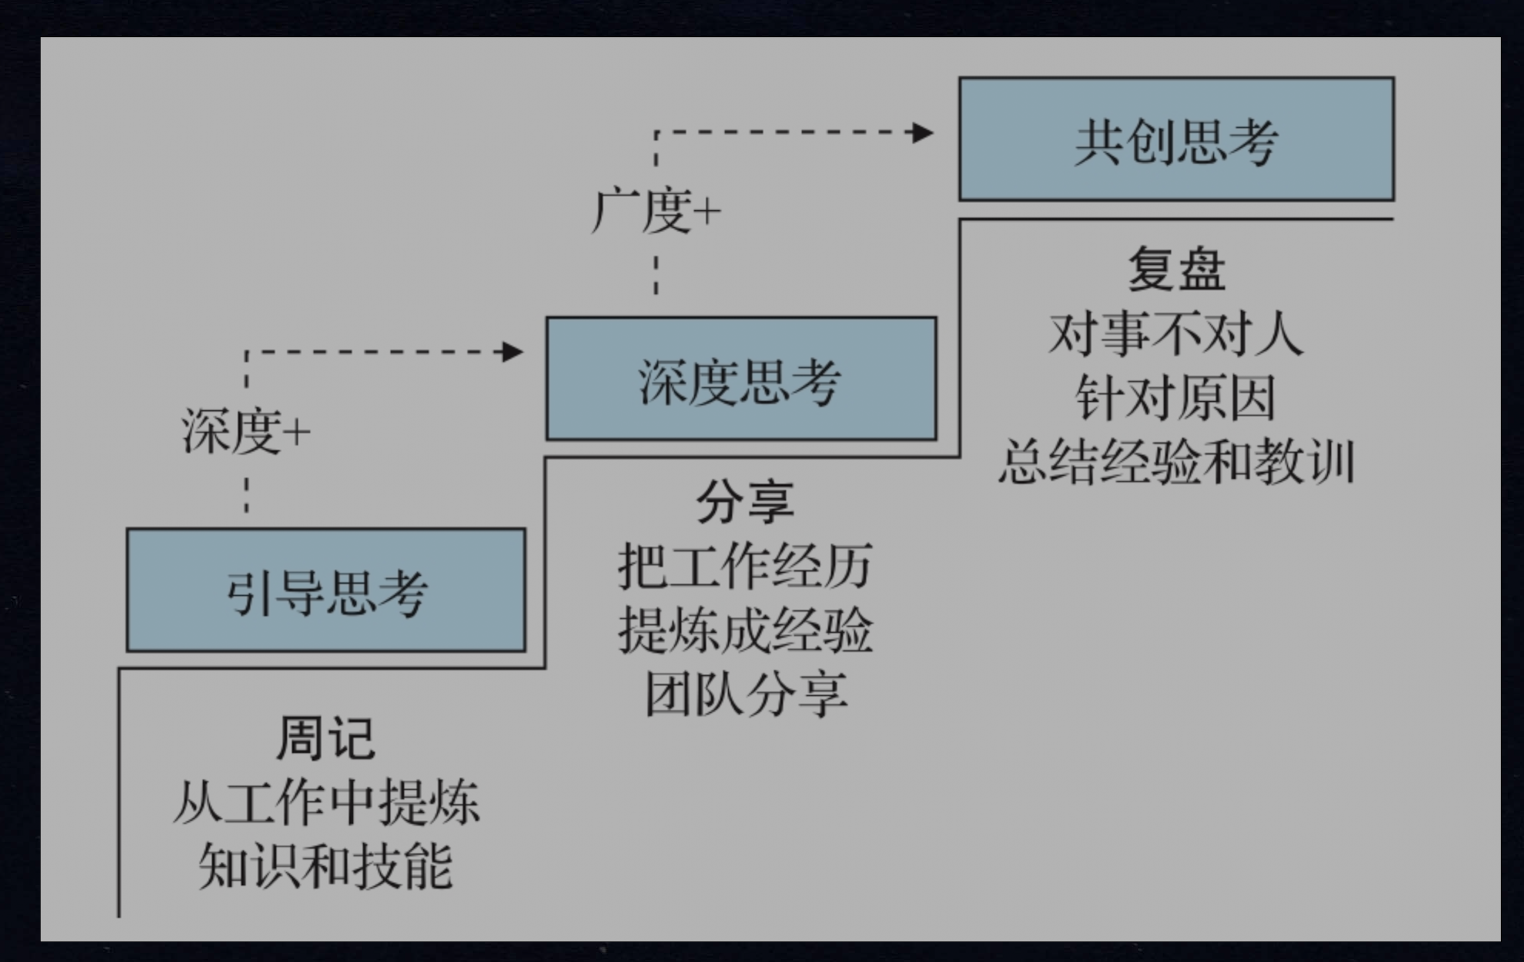 共创思考
广度+
复盘
对事不对人
针对原因
总结经验和教训
深度思考
深度+
分享
把工作经历
提炼成经验
团队分享
引导思考
周记
从工作中提炼
知识和技能